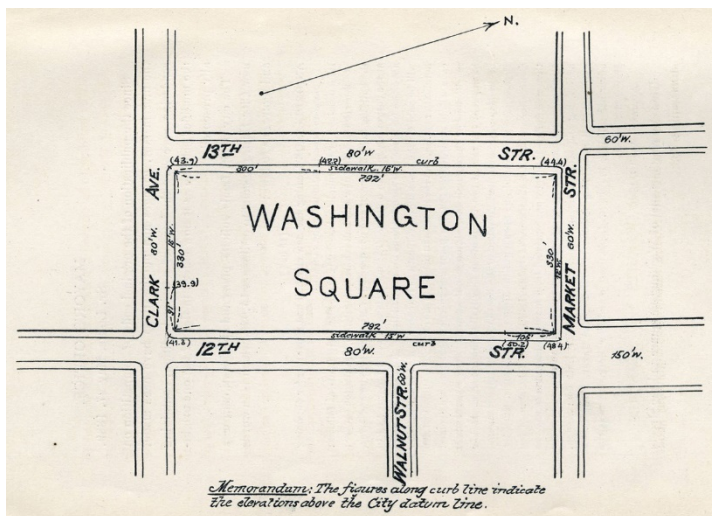 N.
60'W.
13TH 80'W STR.
(43.9) (42.2) curb (44.4)
300' sidewalk 15'W.
792'
CLARK 80'W. AVE.
15'W.
330'
(39.9)
91'
WASHINGTON
SQUARE
330'
MARKET 60'W. STR.
792'
sidewalk 15'W curb
(41.3) (50.2) (48.4)
12TH 80'W. STR.
150'W.
WALNUT STR. 60'W.
Memorandum: The figures along curb line indicate
the elevations above the City datum line.